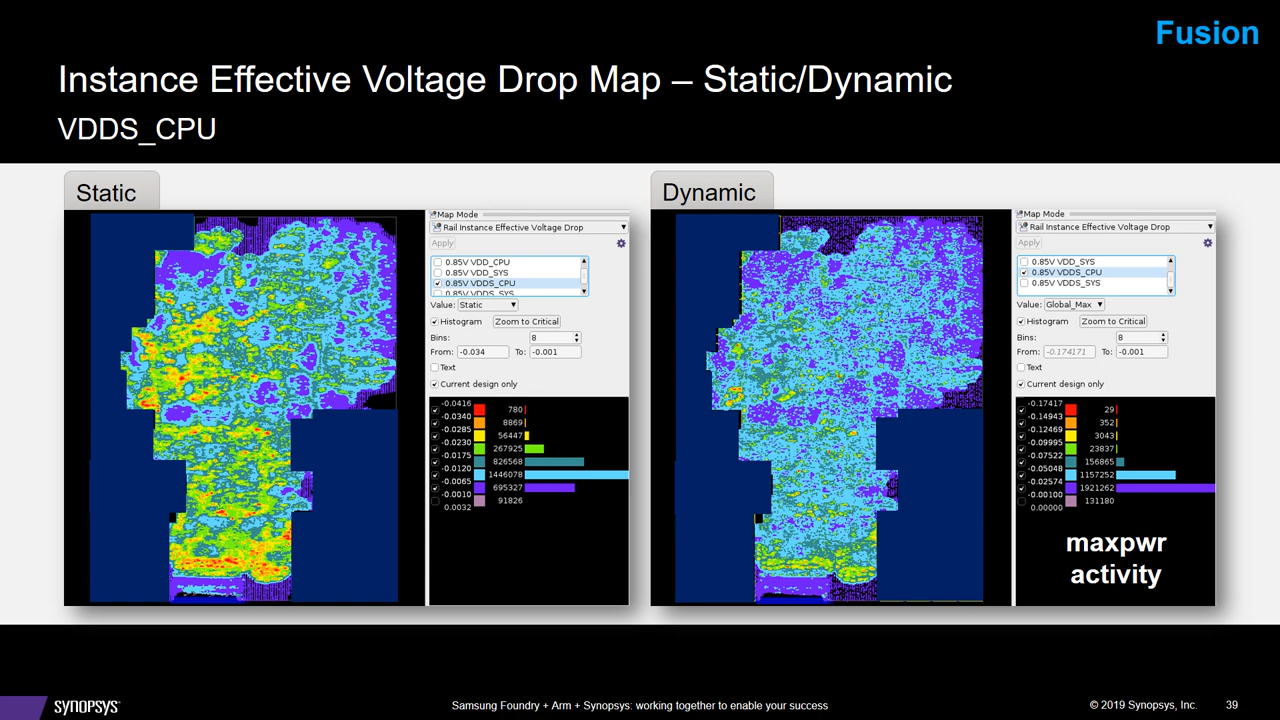 Fusion
Instance Effective Voltage Drop Map – Static/Dynamic
VDDS_CPU
Static
Map Mode
Rail Instance Effective Voltage Drop
Apply
0.85V VDD_CPU
0.85V VDD_SYS
0.85V VDDS_CPU
0.85V VDDS_SYS
Value: Static
Histogram Zoom to Critical
Bins: 8
From: -0.034 To: -0.001
Text
Current design only
-0.0416
780
-0.0340
8869
-0.0285
56447
-0.0230
267925
-0.0175
826568
-0.0120
1446078
-0.0065
695327
-0.0010
91826
0.0032
Dynamic
Map Mode
Rail Instance Effective Voltage Drop
Apply
0.85V VDD_SYS
0.85V VDDS_CPU
0.85V VDDS_SYS
Value: Global_Max
Histogram Zoom to Critical
Bins: 8
From: -0.174171 To: -0.001
Text
Current design only
-0.17417
29
-0.14943
352
-0.12469
3043
-0.09995
23837
-0.07522
156865
-0.05048
1157252
-0.02574
1921262
-0.00100
131180
0.00000
maxpwr
activity
SYNOPSYS
Samsung Foundry + Arm + Synopsys: working together to enable your success
© 2019 Synopsys, Inc. 39